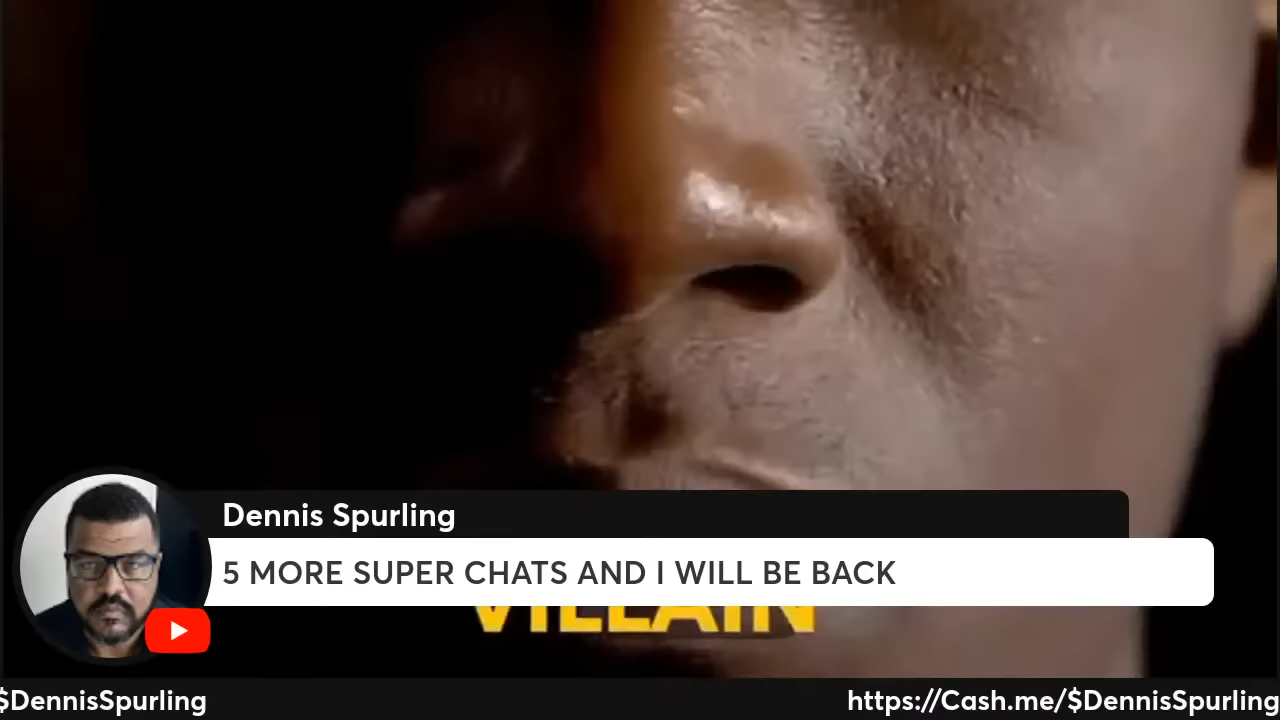 Dennis Spurling
5 MORE SUPER CHATS AND I WILL BE BACK
VILLAIN
$DennisSpurling
https://Cash.me/$DennisSpurling